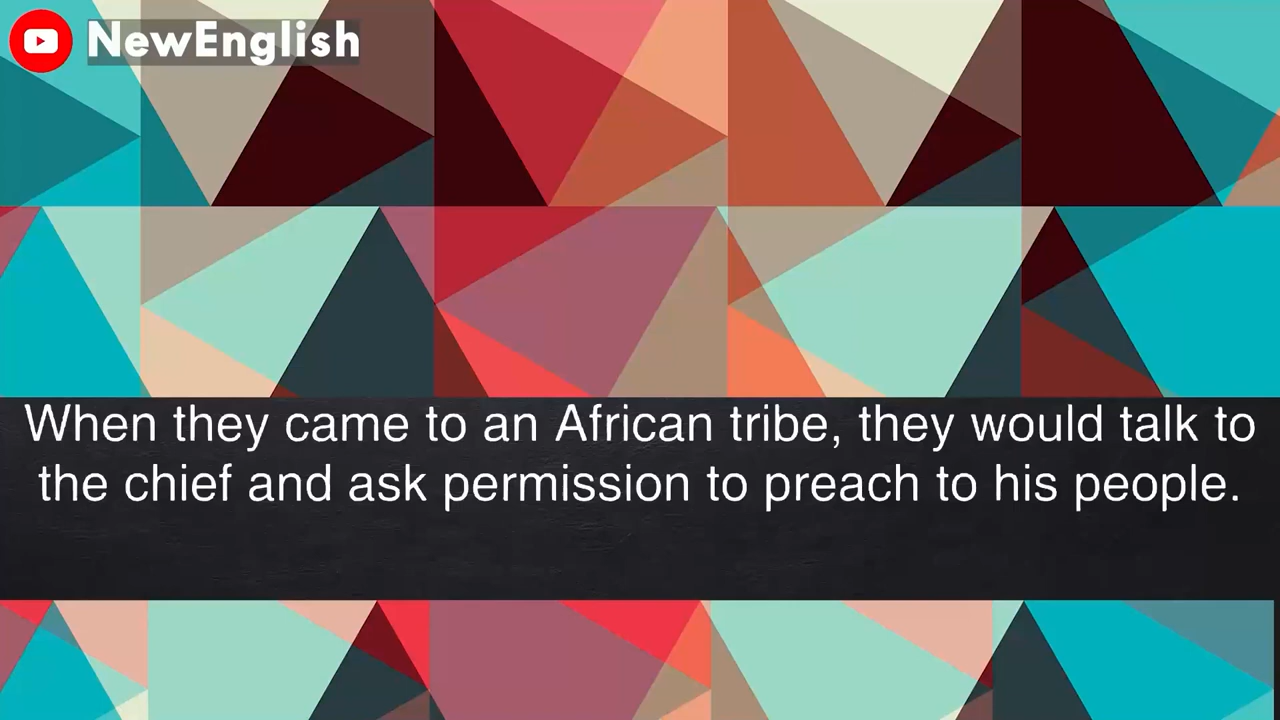 NewEnglish
When they came to an African tribe, they would talk to
the chief and ask permission to preach to his people.